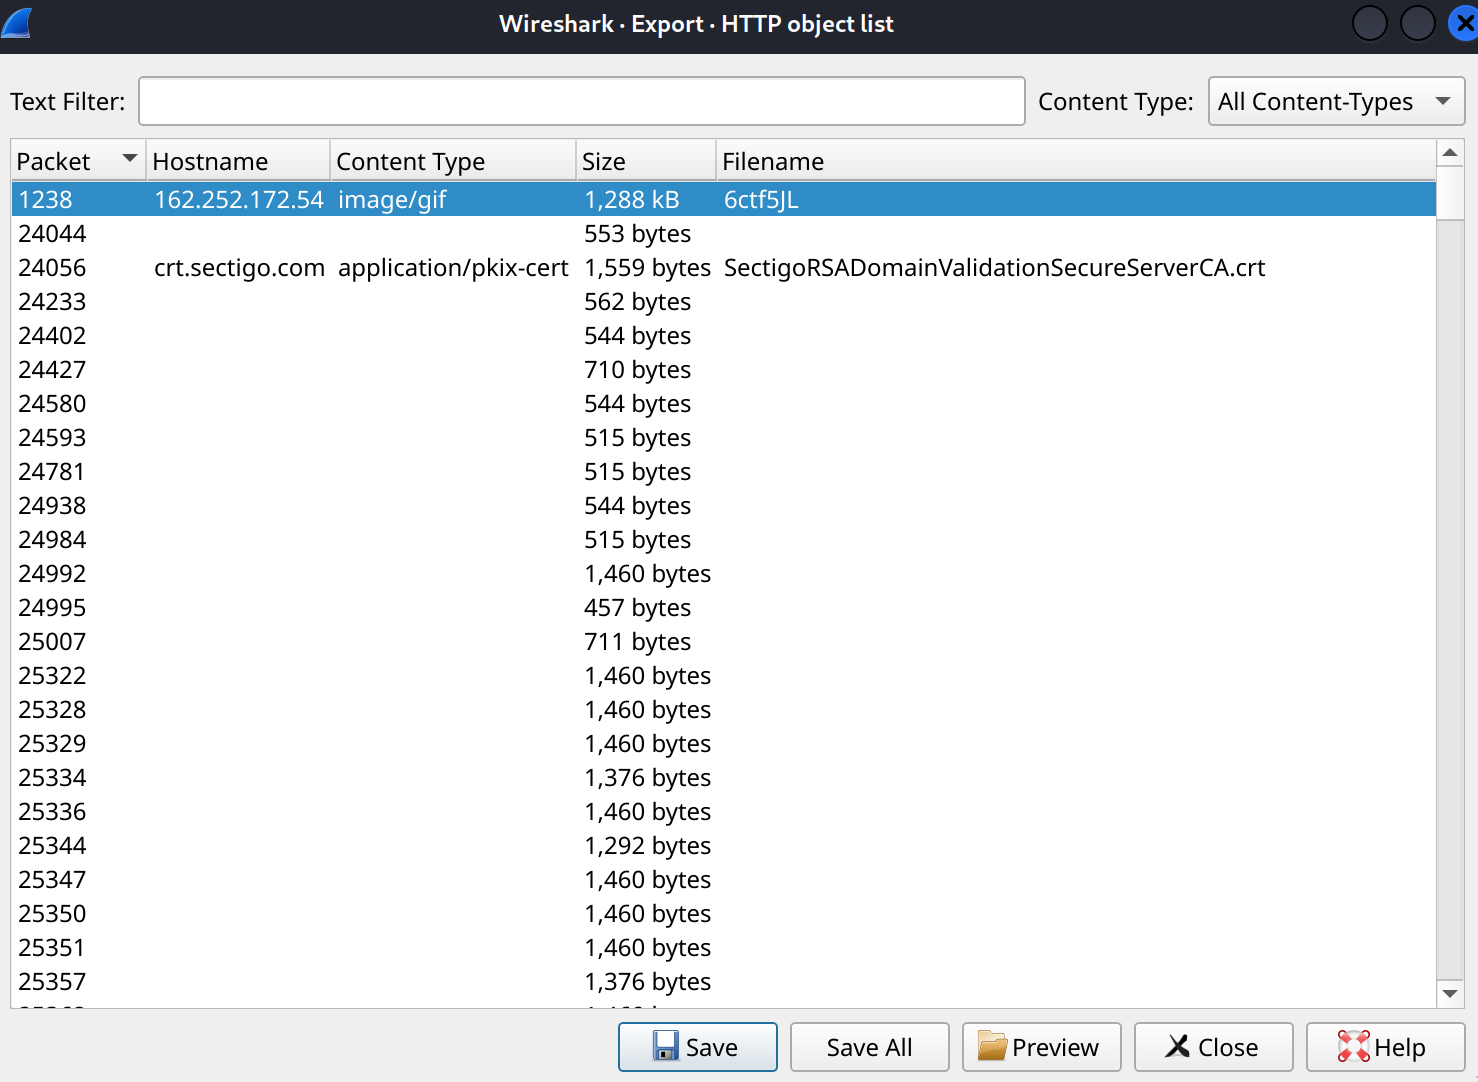 Wireshark · Export · HTTP object list
Text Filter: Content Type: All Content-Types
Packet Hostname Content Type Size Filename
1238 162.252.172.54 image/gif 1,288 kB 6ctf5JL
24044 553 bytes
24056 crt.sectigo.com application/pkix-cert 1,559 bytes SectigoRSADomainValidationSecureServerCA.crt
24233 562 bytes
24402 544 bytes
24427 710 bytes
24580 544 bytes
24593 515 bytes
24781 515 bytes
24938 544 bytes
24984 515 bytes
24992 1,460 bytes
24995 457 bytes
25007 711 bytes
25322 1,460 bytes
25328 1,460 bytes
25329 1,460 bytes
25334 1,376 bytes
25336 1,460 bytes
25344 1,292 bytes
25347 1,460 bytes
25350 1,460 bytes
25351 1,460 bytes
25357 1,376 bytes
Save Save All Preview Close Help